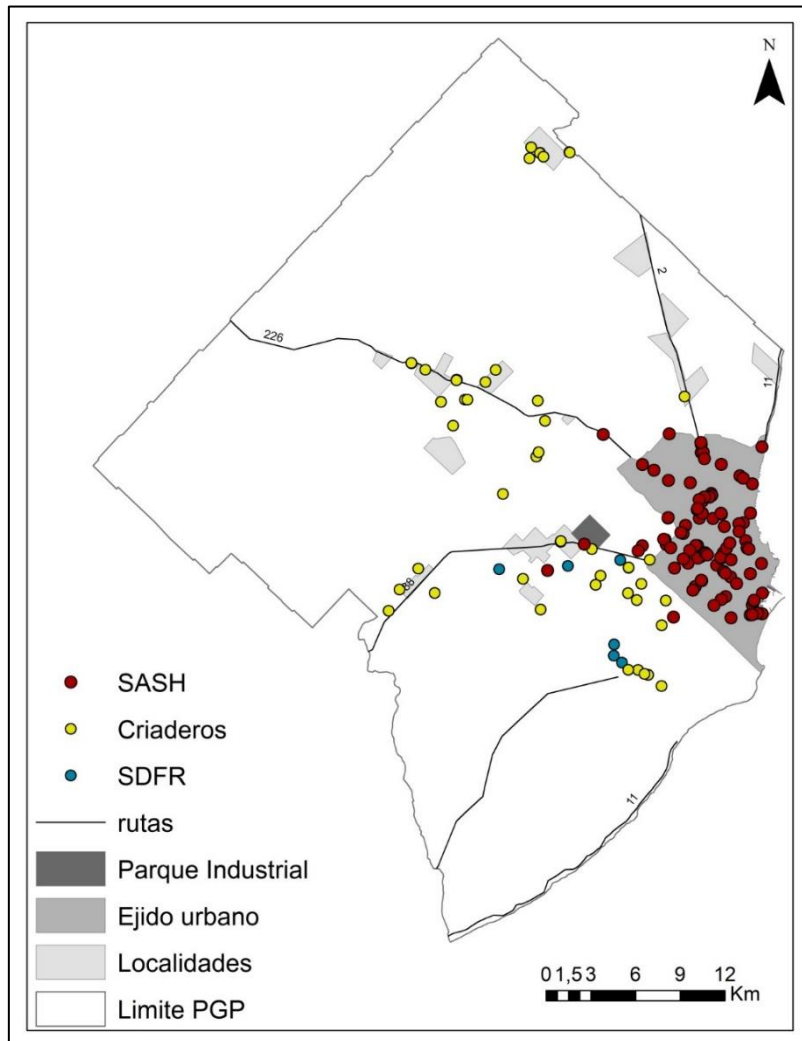 N
2
226
11
88
11
SASH
Criaderos
SDFR
rutas
Parque Industrial
Ejido urbano
Localidades
Limite PGP
0 1,5 3 6 9 12
Km